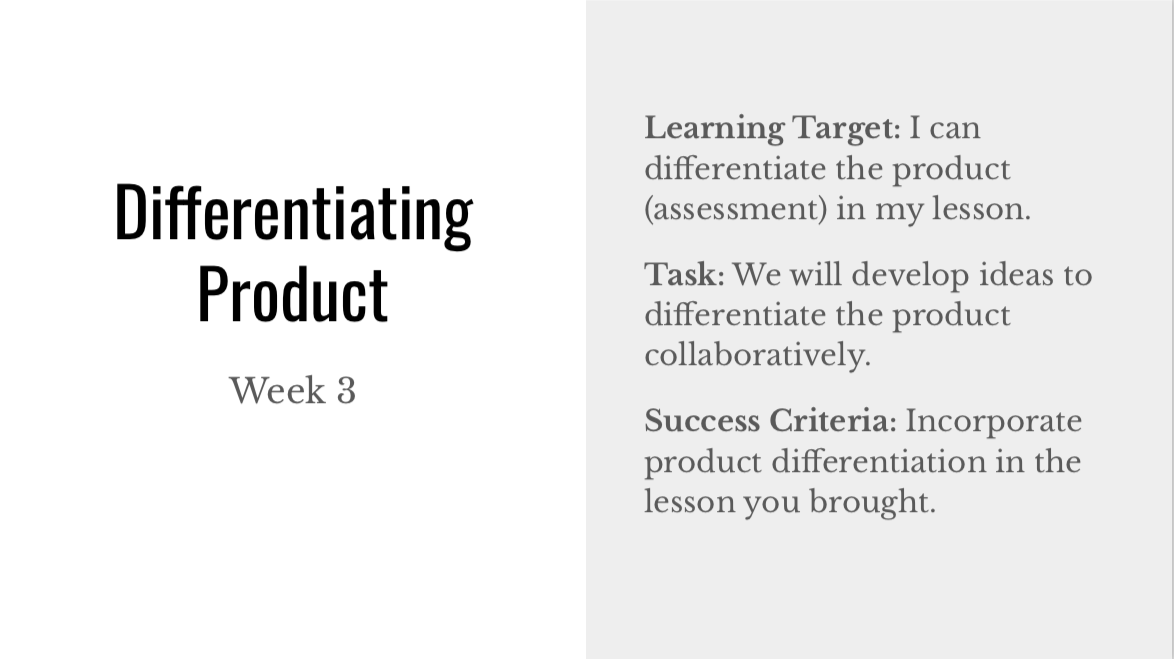 Differentiating
Product
Week 3
Learning Target: I can
differentiate the product
(assessment) in my lesson.
Task: We will develop ideas to
differentiate the product
collaboratively.
Success Criteria: Incorporate
product differentiation in the
lesson you brought.